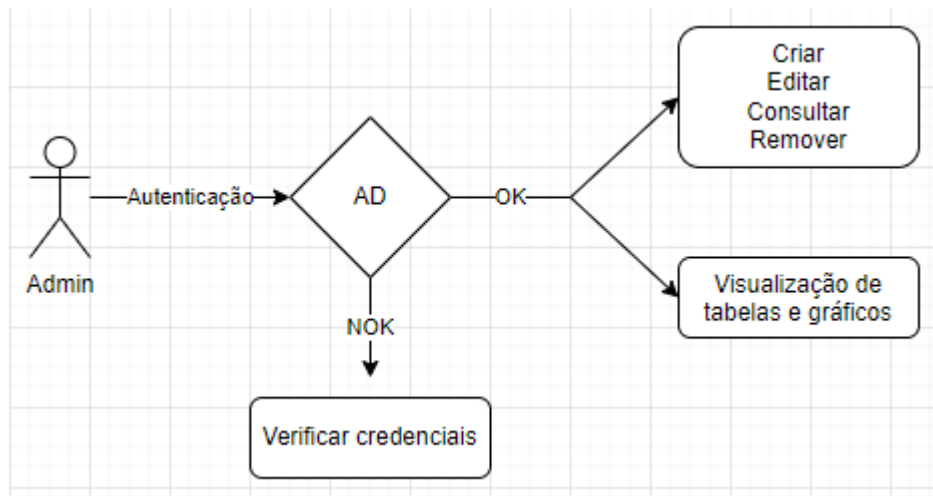 Criar
Editar
Consultar
Remover
Autenticação
AD
OK
Admin
Visualização de
tabelas e gráficos
NOK
Verificar credenciais